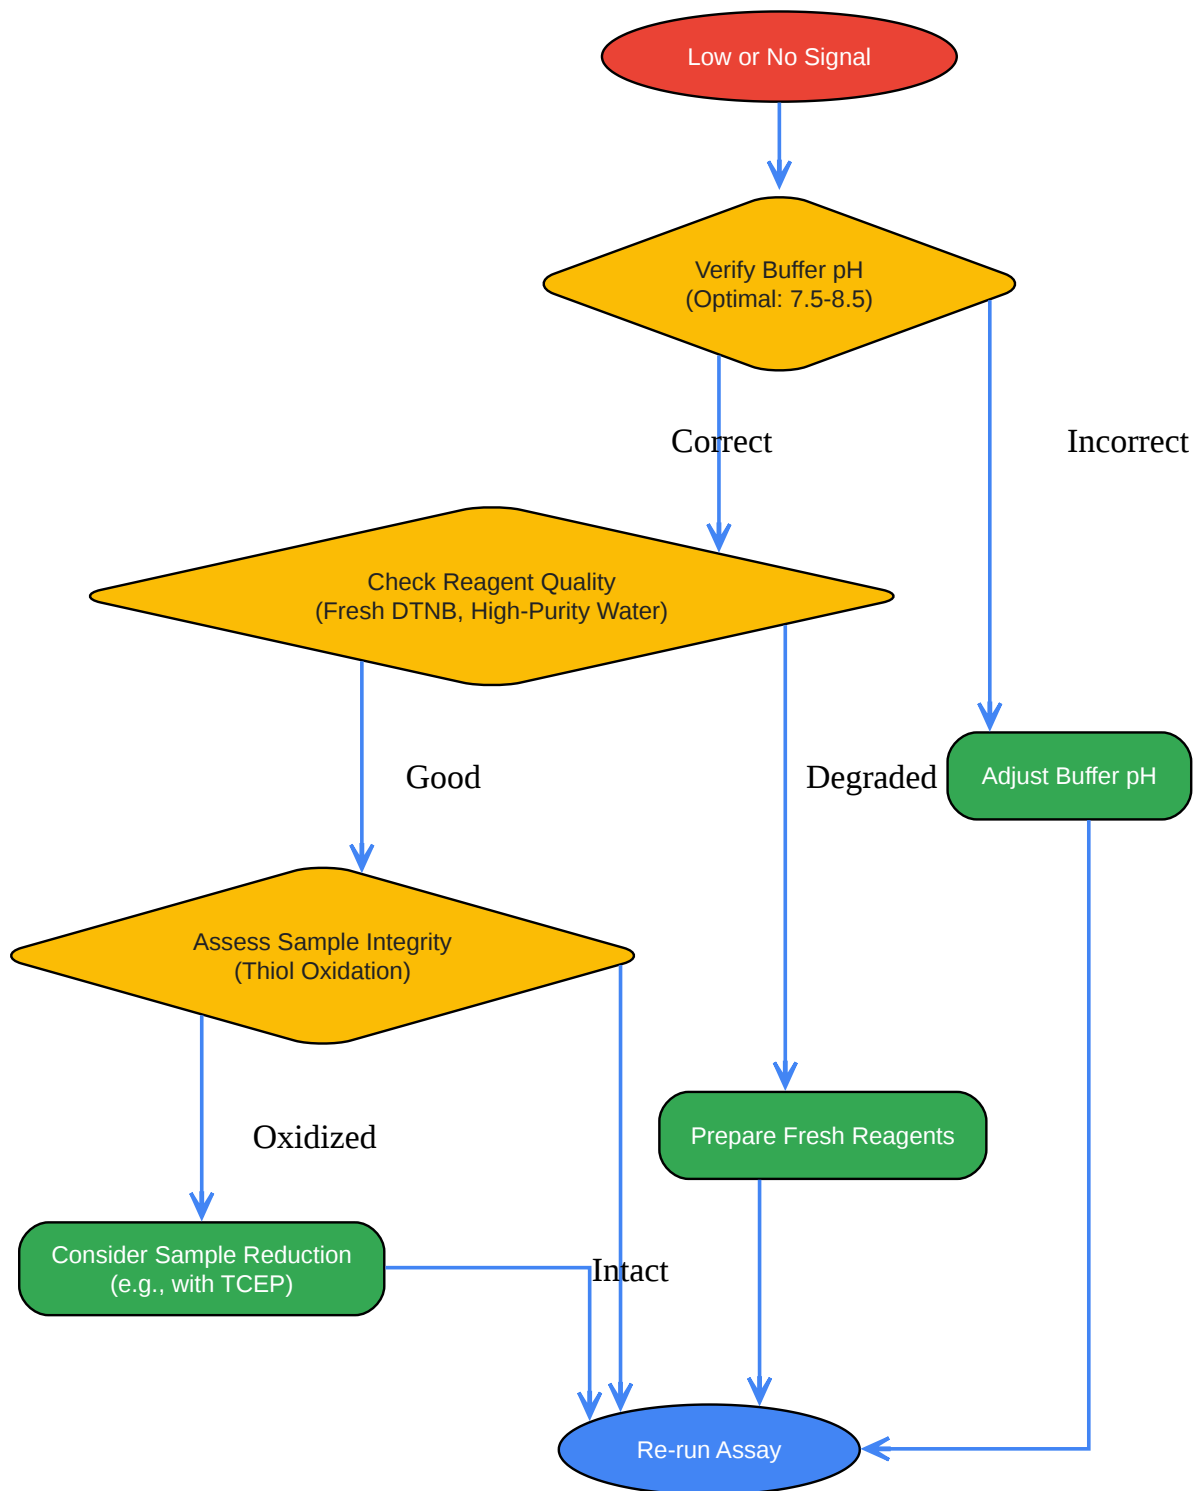 Low or No Signal
Verify Buffer pH
(Optimal: 7.5-8.5)
Correct
Incorrect
Check Reagent Quality
(Fresh DTNB, High-Purity Water)
Good
Degraded
Adjust Buffer pH
Assess Sample Integrity
(Thiol Oxidation)
Oxidized
Prepare Fresh Reagents
Consider Sample Reduction
(e.g., with TCEP)
Intact
Re-run Assay